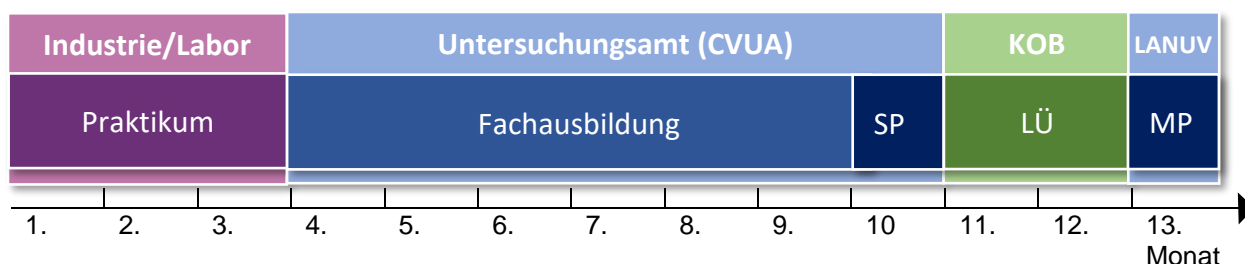 Industrie/Labor Untersuchungsamt (CVUA) KOB LANUV
Praktikum Fachausbildung SP LÜ MP
1. 2. 3. 4. 5. 6. 7. 8. 9. 10 11. 12. 13.
Monat